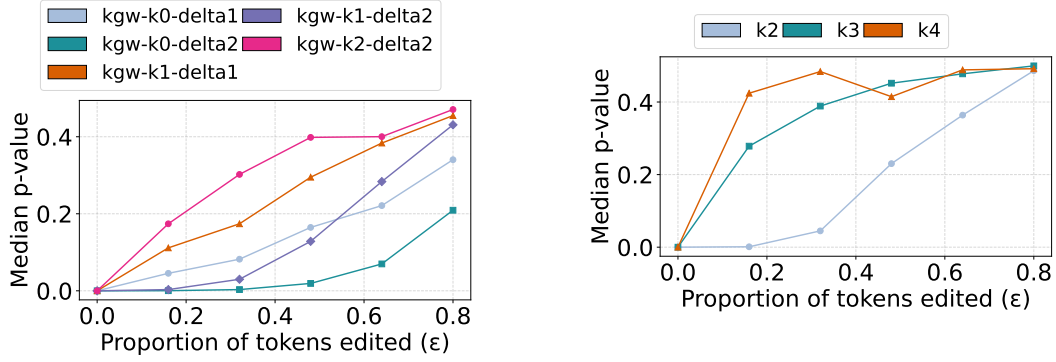 kgw-k0-delta1 kgw-k1-delta2
kgw-k0-delta2 kgw-k2-delta2
kgw-k1-delta1
Median p-value
0.4
0.2
0.0
0.0 0.2 0.4 0.6 0.8
Proportion of tokens edited (ε)
k2 k3 k4
Median p-value
0.4
0.2
0.0
0.0 0.2 0.4 0.6 0.8
Proportion of tokens edited (ε)